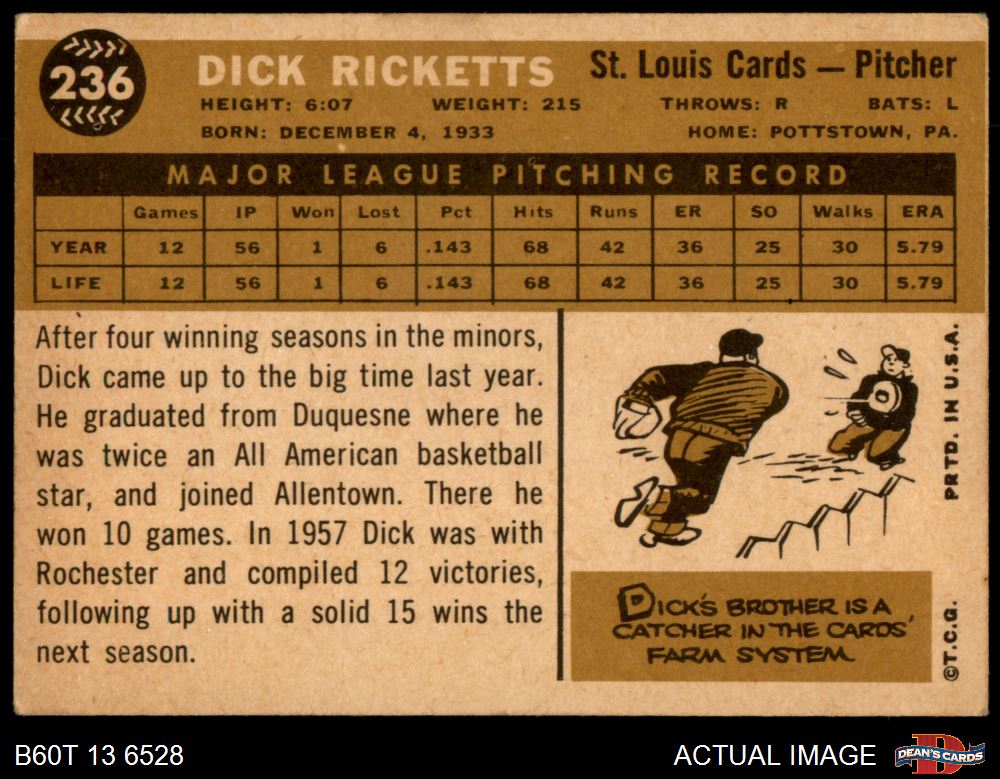 236
DICK RICKETTS
St. Louis Cards — Pitcher
HEIGHT: 6:07 WEIGHT: 215 THROWS: R BATS: L
BORN: DECEMBER 4, 1933 HOME: POTTSTOWN, PA.
MAJOR LEAGUE PITCHING RECORD
Games IP Won Lost Pct Hits Runs ER SO Walks ERA
YEAR 12 56 1 6 .143 68 42 36 25 30 5.79
LIFE 12 56 1 6 .143 68 42 36 25 30 5.79
After four winning seasons in the minors,
Dick came up to the big time last year.
He graduated from Duquesne where he
was twice an All American basketball
star, and joined Allentown. There he
won 10 games. In 1957 Dick was with
Rochester and compiled 12 victories,
following up with a solid 15 wins the
next season.
DICK'S BROTHER IS A
CATCHER IN THE CARDS'
FARM SYSTEM.
PRTD. IN U.S.A.
©T.C.G.
B60T 13 6528
ACTUAL IMAGE
DEAN'S CARDS